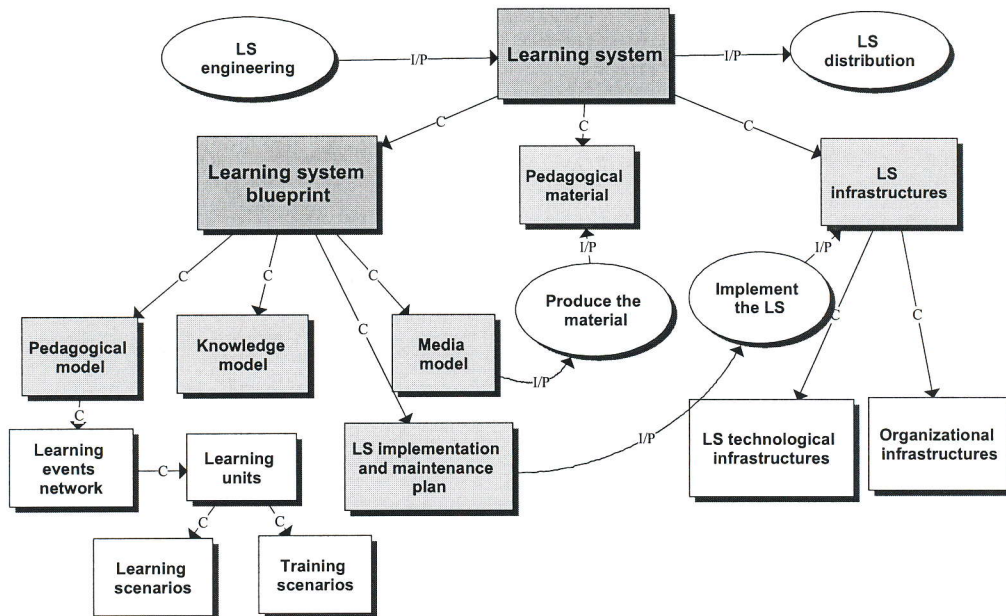 LS
engineering
I/P
Learning system
I/P
LS
distribution
C
C
C
Learning system
blueprint
Pedagogical
material
LS
infrastructures
I/P
I/P
C
C
C
C
Produce the
material
Implement
the LS
C
C
Pedagogical
model
Knowledge
model
Media
model
I/P
C
Learning
events
network
C
Learning
units
LS implementation
and maintenance
plan
I/P
LS technological
infrastructures
Organizational
infrastructures
C
C
Learning
scenarios
Training
scenarios